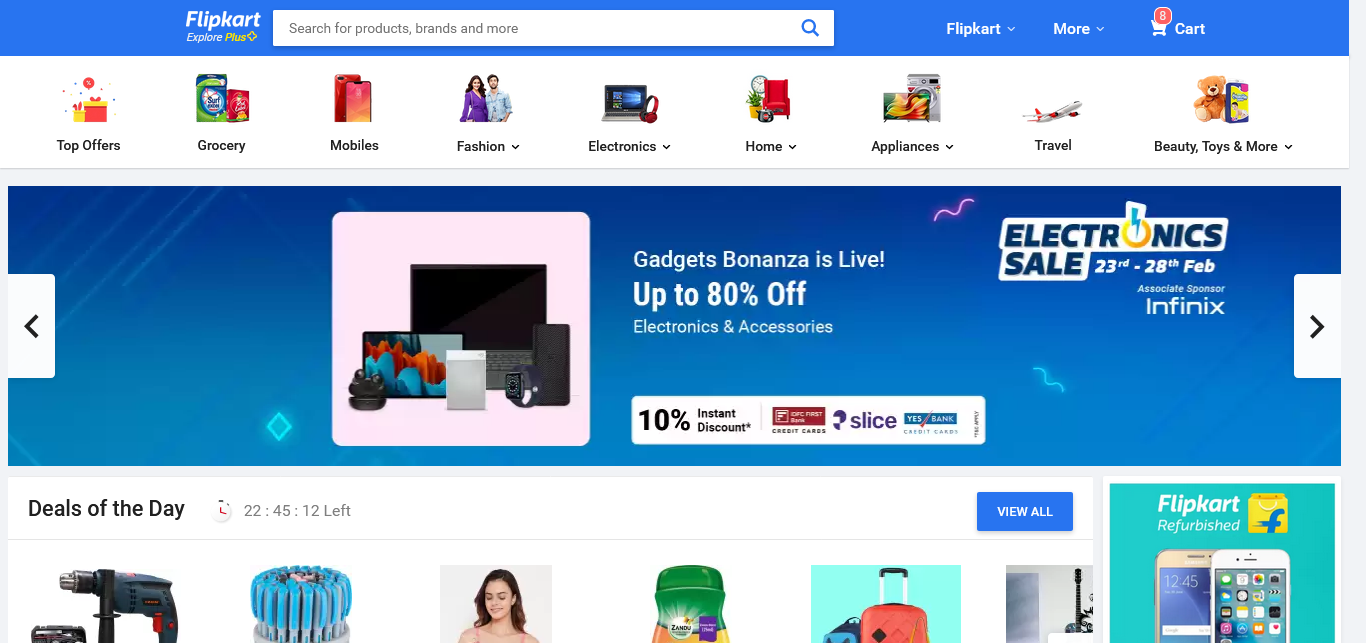 Flipkart
Explore Plus
Search for products, brands and more
Flipkart
More
8
Cart
Top Offers
Grocery
Mobiles
Fashion
Electronics
Home
Appliances
Travel
Beauty, Toys & More
Gadgets Bonanza is Live!
Up to 80% Off
Electronics & Accessories
ELECTRONICS
SALE 23rd - 28th Feb
Associate Sponsor
Infinix
10% Instant
Discount*
IDFC FIRST
Bank
CREDIT CARDS
slice
YES BANK
CREDIT CARDS
*T&C APPLY
Deals of the Day
22 : 45 : 12 Left
VIEW ALL
Flipkart
Refurbished
12:45
ZANDU